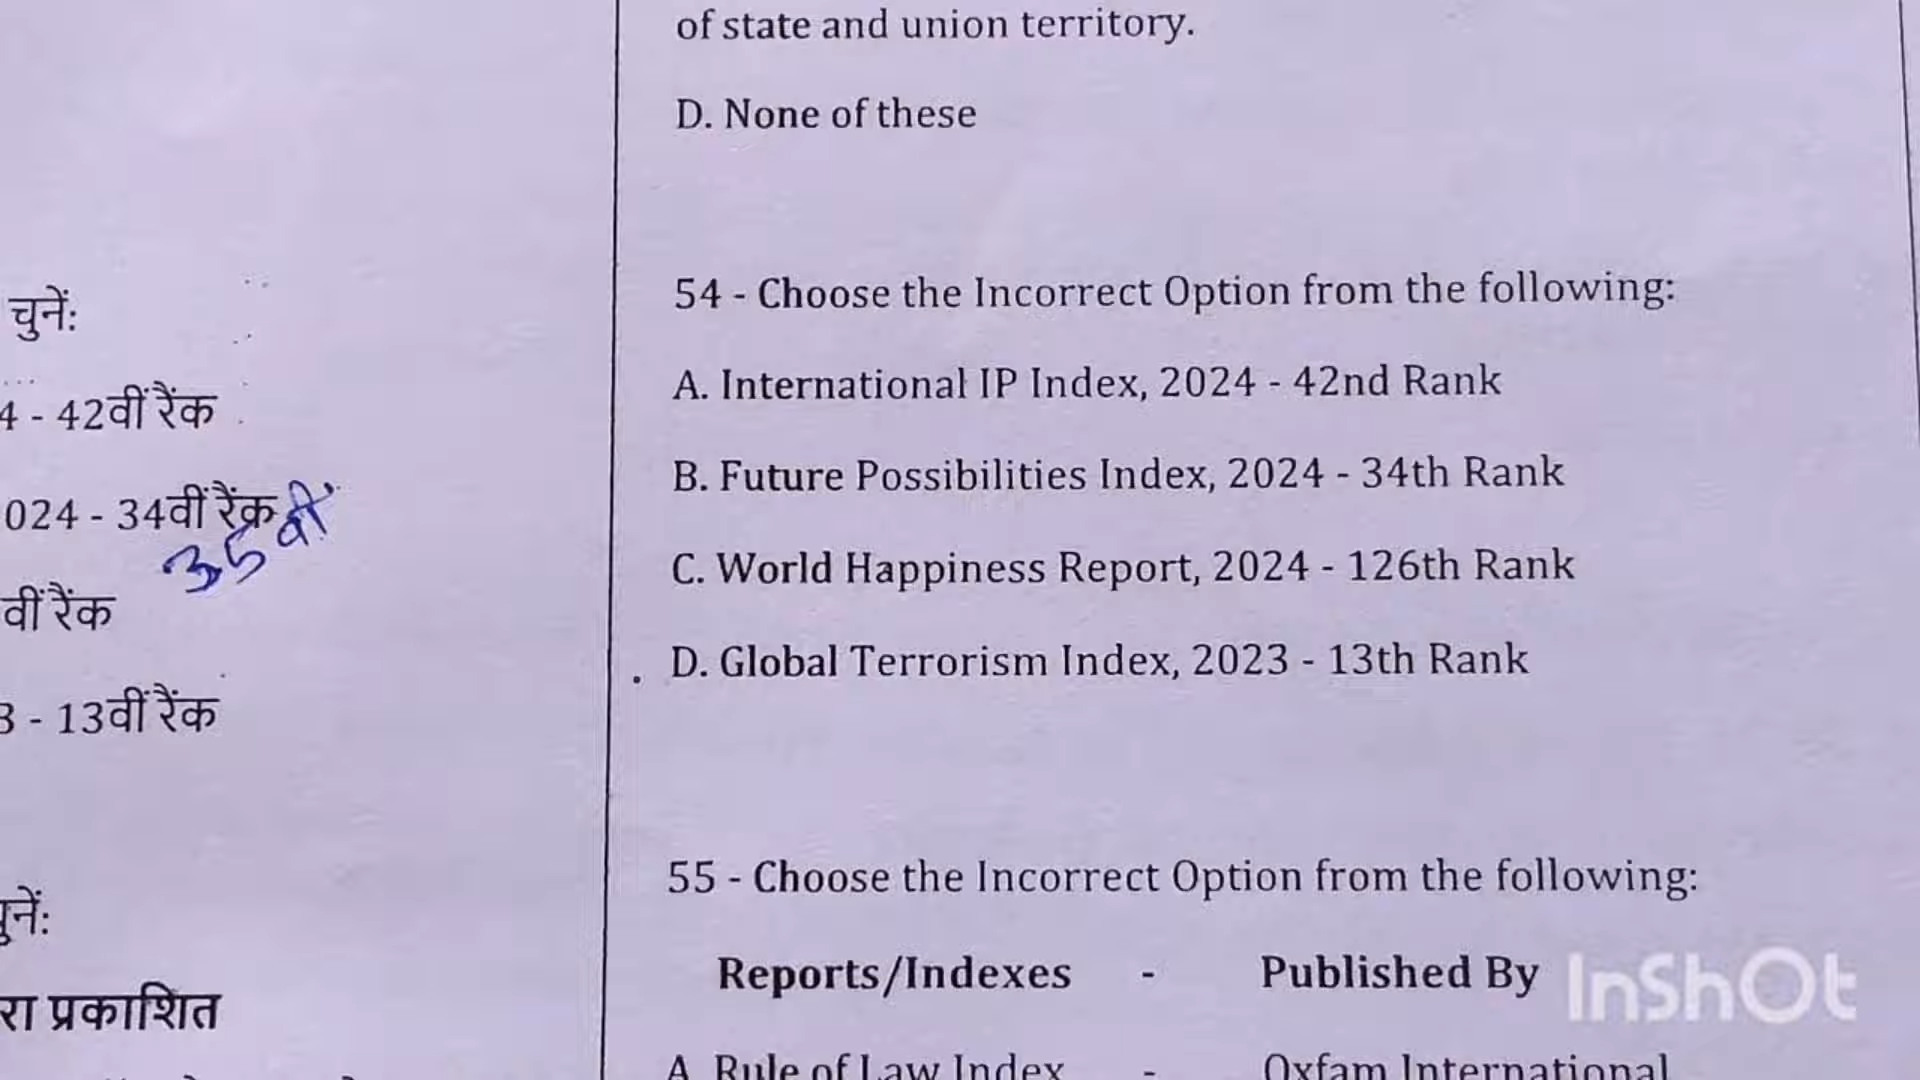 चुनें:
4 - 42वीं रैंक
024 - 34वीं रैंक
35वीं
वीं रैंक
3 - 13वीं रैंक
चुनें:
रा प्रकाशित
of state and union territory.
D. None of these
54 - Choose the Incorrect Option from the following:
A. International IP Index, 2024 - 42nd Rank
B. Future Possibilities Index, 2024 - 34th Rank
C. World Happiness Report, 2024 - 126th Rank
D. Global Terrorism Index, 2023 - 13th Rank
55 - Choose the Incorrect Option from the following:
Reports/Indexes - Published By
A. Rule of Law Index - Oxfam International
InShOt